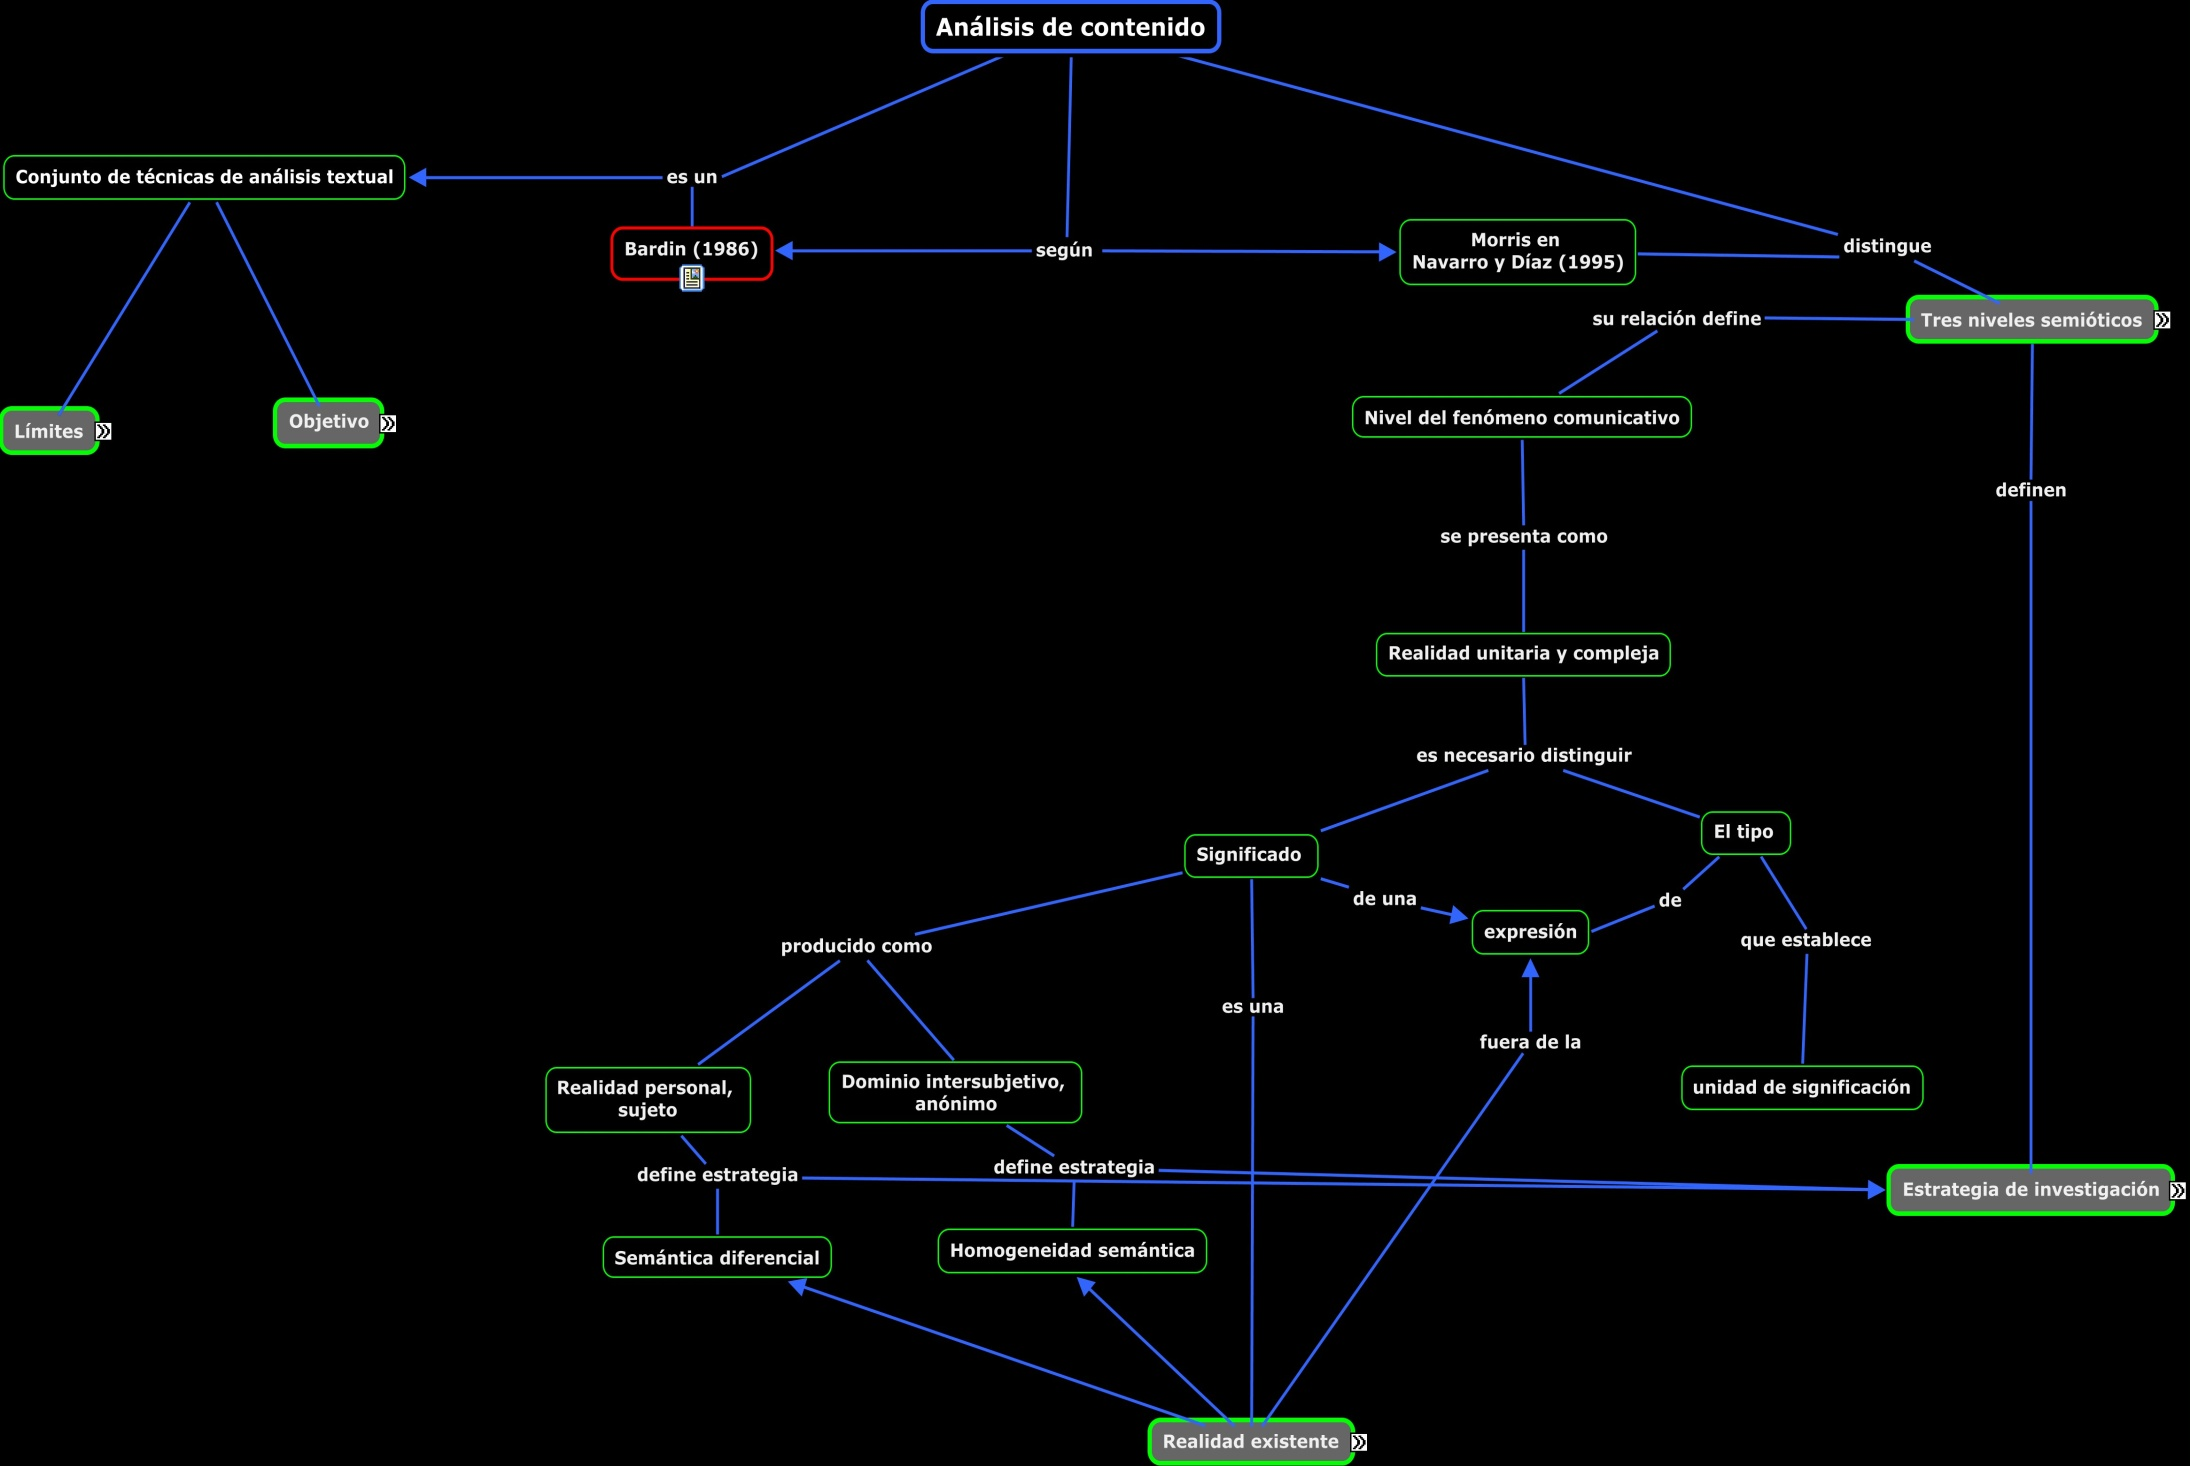 Análisis de contenido
Conjunto de técnicas de análisis textual
es un
Bardin (1986)
según
Morris en
Navarro y Díaz (1995)
distingue
su relación define
Tres niveles semióticos
Nivel del fenómeno comunicativo
Límites
Objetivo
definen
se presenta como
Realidad unitaria y compleja
es necesario distinguir
El tipo
Significado
de una
de
expresión
que establece
producido como
es una
fuera de la
Realidad personal,
sujeto
Dominio intersubjetivo,
anónimo
unidad de significación
define estrategia
define estrategia
Estrategia de investigación
Semántica diferencial
Homogeneidad semántica
Realidad existente